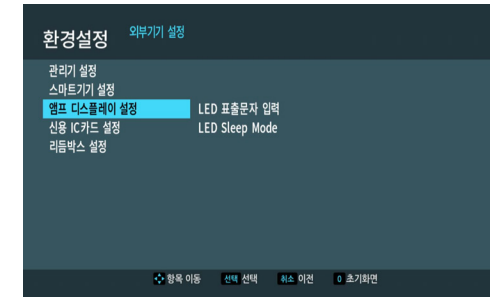 환경설정 외부기기 설정
관리기 설정
스마트기기 설정
앰프 디스플레이 설정 LED 표출문자 입력
신용 IC카드 설정 LED Sleep Mode
리듬박스 설정
항목 이동 선택 선택 취소 이전 0 초기화면